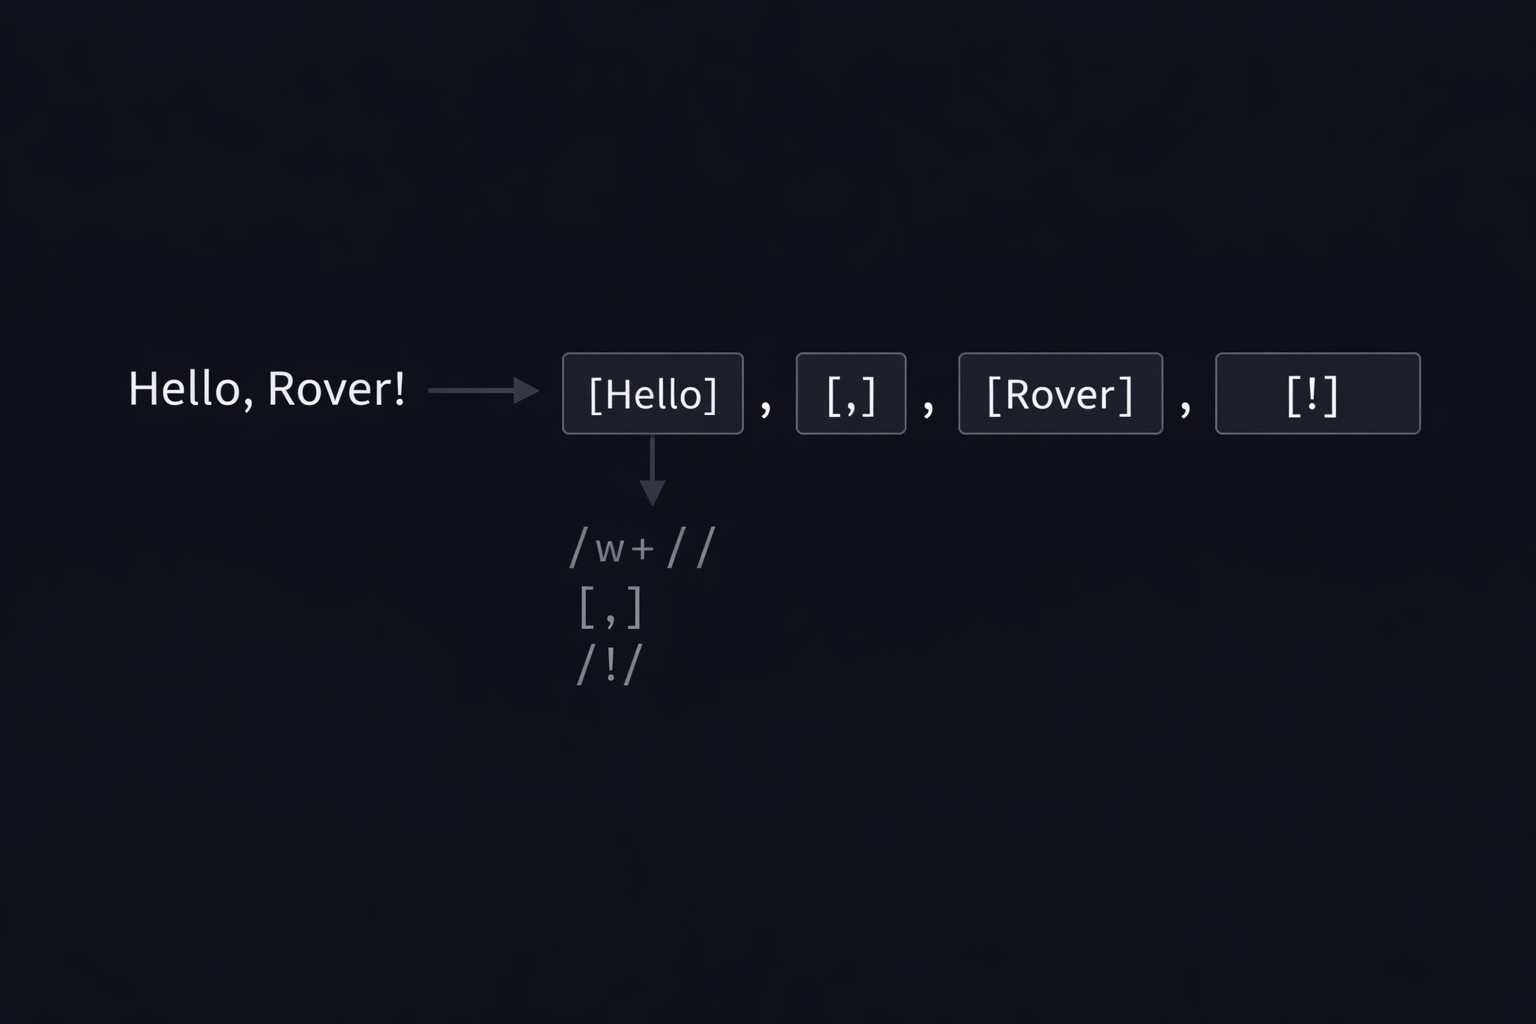 Hello, Rover! [Hello] , [,] , [Rover] , [!]
/w+//
[,]
/!/